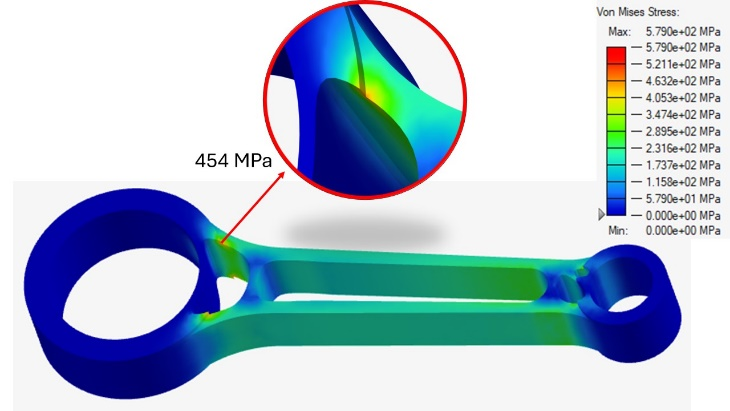 Von Mises Stress:
Max: 5.790e+02 MPa
5.790e+02 MPa
5.211e+02 MPa
4.632e+02 MPa
4.053e+02 MPa
3.474e+02 MPa
2.895e+02 MPa
2.316e+02 MPa
1.737e+02 MPa
1.158e+02 MPa
5.790e+01 MPa
0.000e+00 MPa
Min: 0.000e+00 MPa
454 MPa